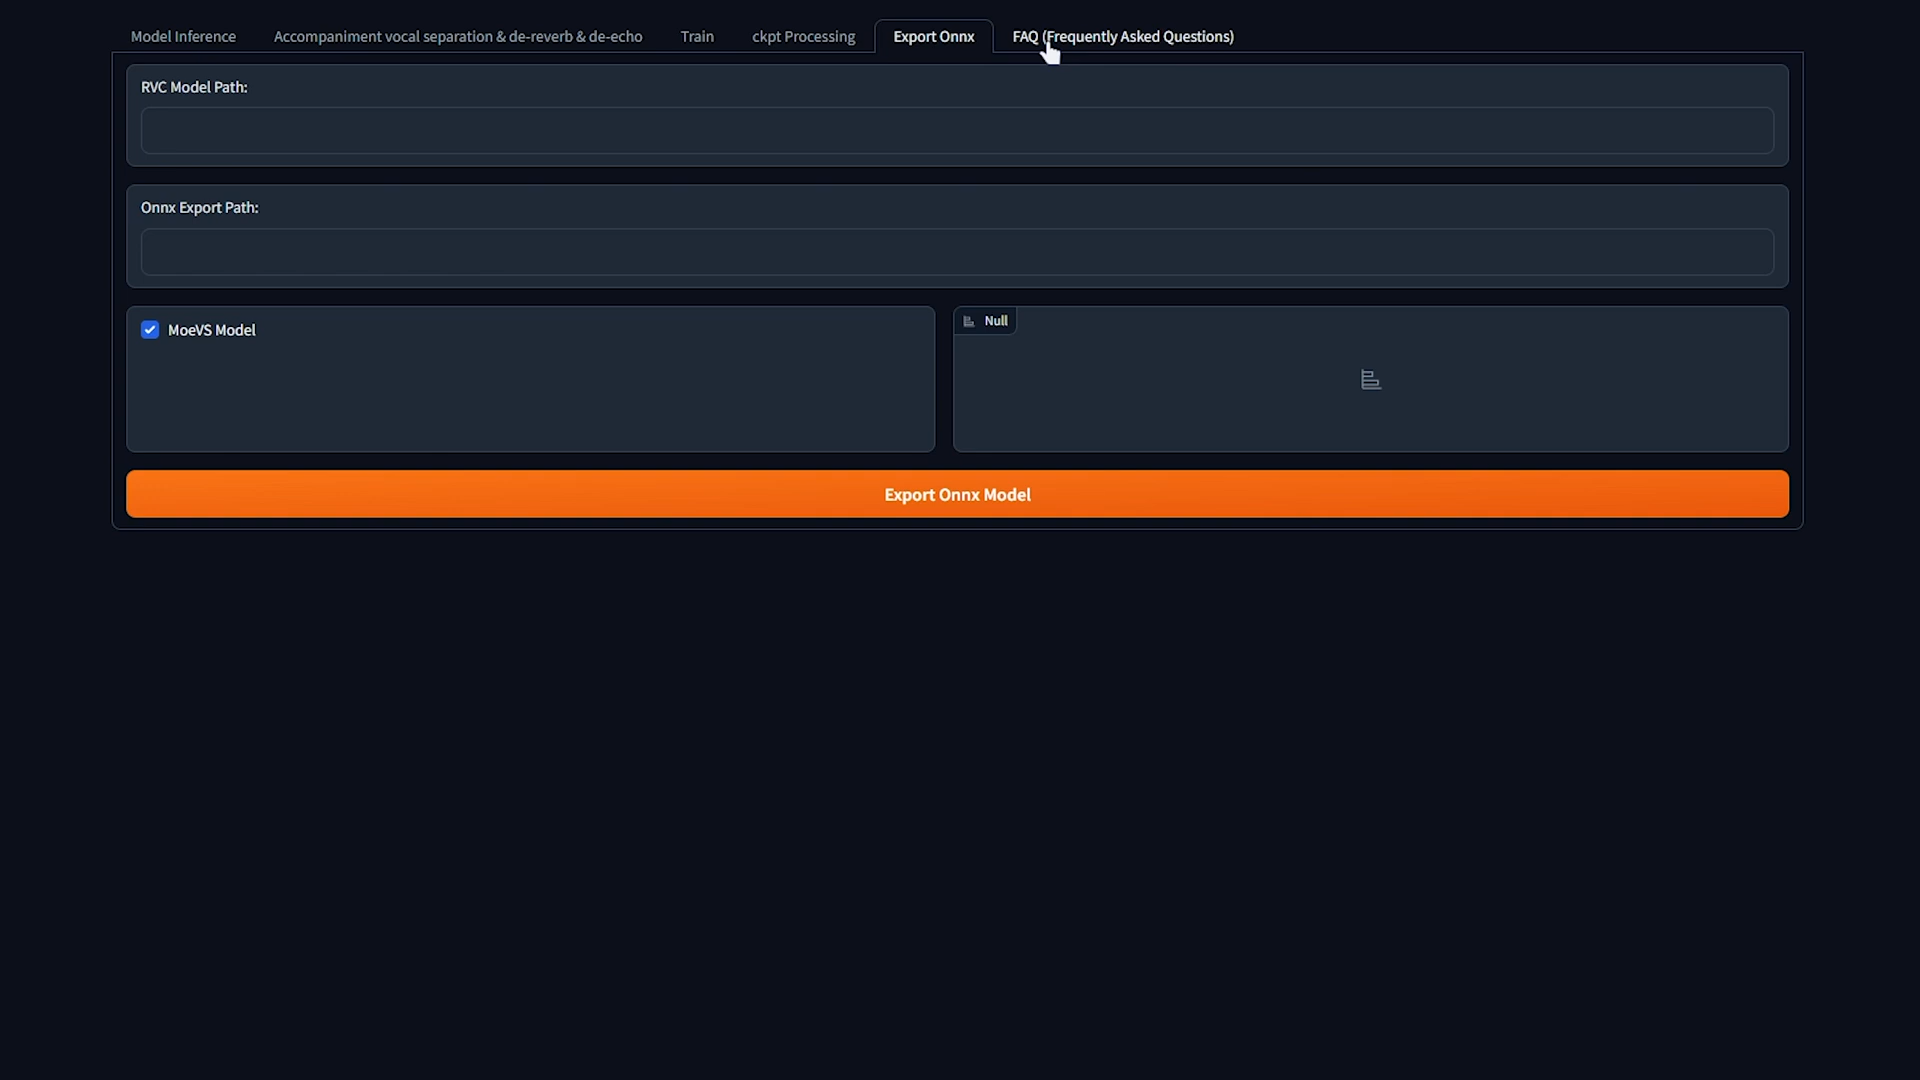 Model Inference
Accompaniment vocal separation & de-reverb & de-echo
Train
ckpt Processing
Export Onnx
FAQ (Frequently Asked Questions)
RVC Model Path:
Onnx Export Path:
MoeVS Model
Null
Export Onnx Model